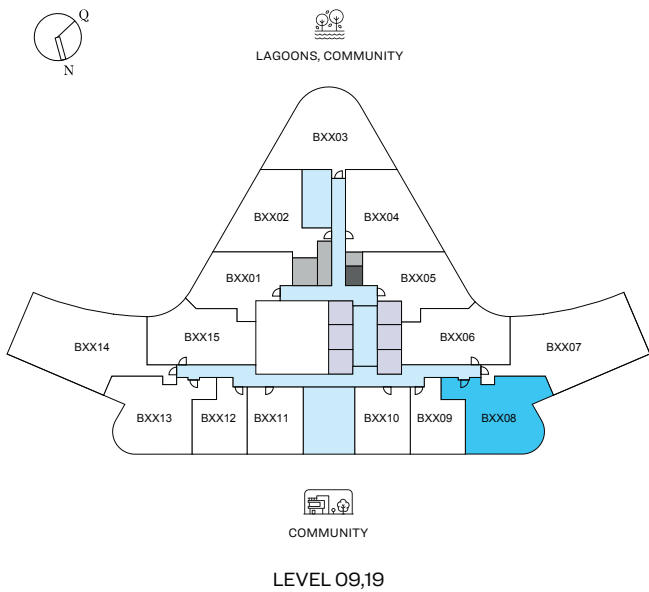 Q
N
LAGOONS, COMMUNITY
BXX03
BXX02
BXX04
BXX01
BXX05
BXX15
BXX06
BXX14
BXX07
BXX13
BXX12
BXX11
BXX10
BXX09
BXX08
COMMUNITY
LEVEL 09,19